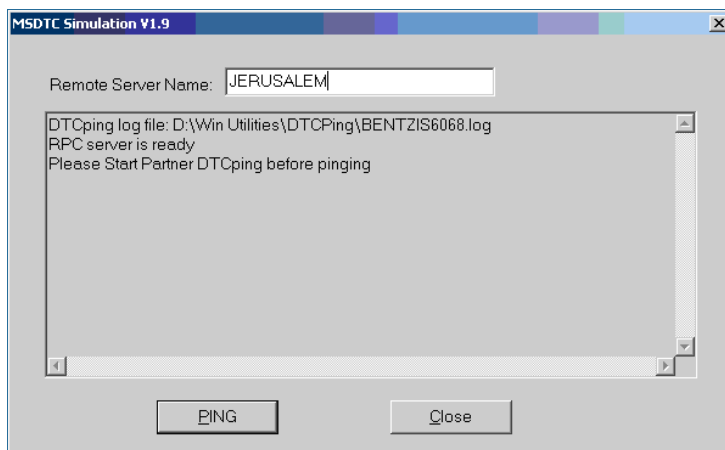 MSDTC Simulation V1.9
Remote Server Name: JERUSALEM
DTCping log file: D:\Win Utilities\DTCPing\BENTZIS6068.log
RPC server is ready
Please Start Partner DTCping before pinging
PING Close